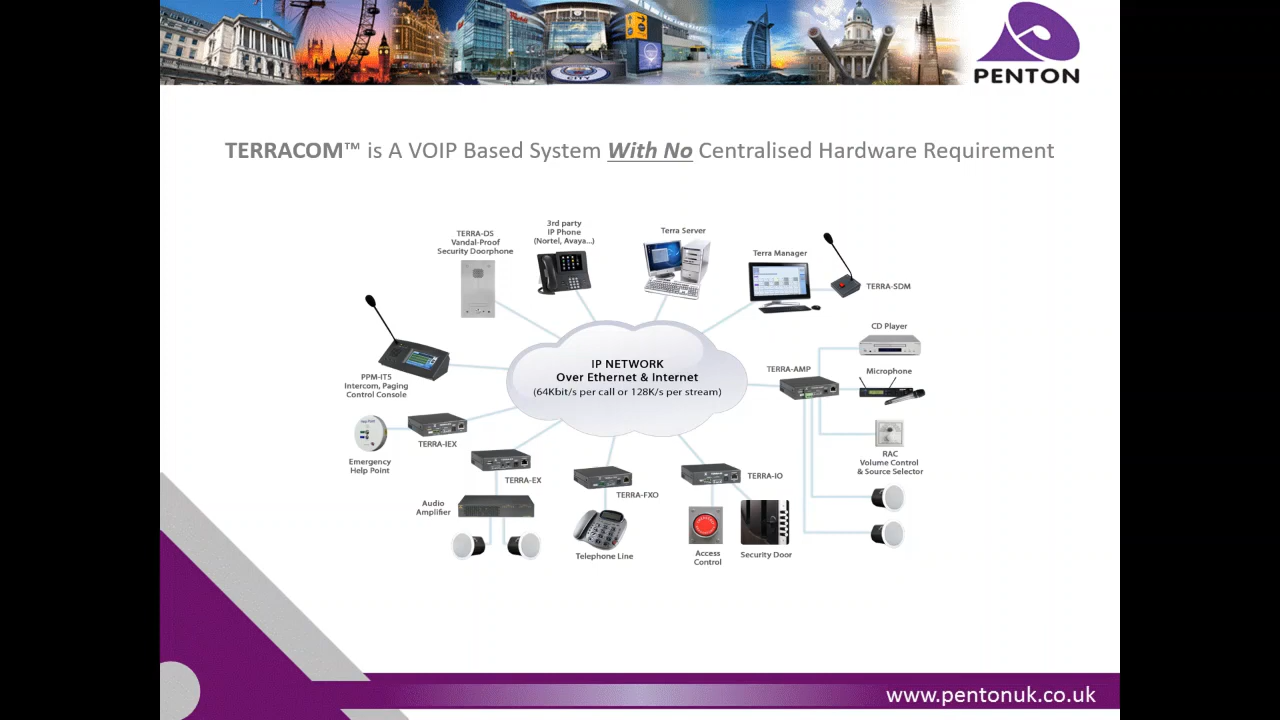 PENTON
TERRACOM™ is A VOIP Based System With No Centralised Hardware Requirement
TERRA-DS
Vandal-Proof
Security Doorphone
3rd party
IP Phone
(Nortel, Avaya...)
Terra Server
Terra Manager
TERRA-SDM
CD Player
IP NETWORK
Over Ethernet & Internet
(64Kbit/s per call or 128K/s per stream)
TERRA-AMP
Microphone
PPM-IT5
Intercom, Paging
Control Console
TERRA-IEX
Emergency
Help Point
RAC
Volume Control
& Source Selector
TERRA-EX
TERRA-FXO
TERRA-IO
Audio
Amplifier
Telephone Line
Access
Control
Security Door
CITY
www.pentonuk.co.uk